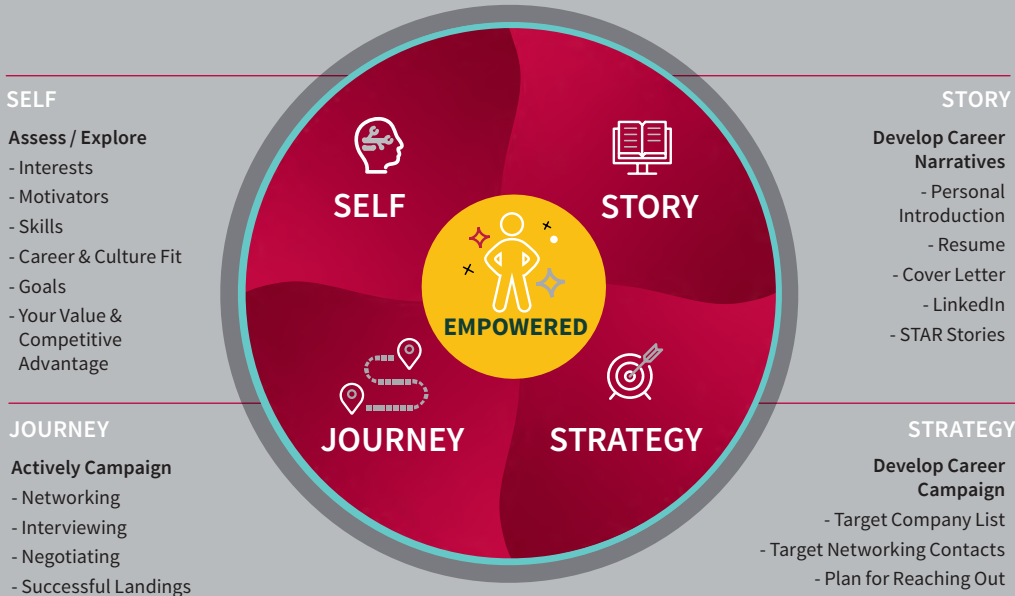 SELF
Assess / Explore
- Interests
- Motivators
- Skills
- Career & Culture Fit
- Goals
- Your Value &
Competitive
Advantage
STORY
Develop Career
Narratives
- Personal
Introduction
- Resume
- Cover Letter
- LinkedIn
- STAR Stories
SELF
STORY
EMPOWERED
JOURNEY
STRATEGY
JOURNEY
Actively Campaign
- Networking
- Interviewing
- Negotiating
- Successful Landings
STRATEGY
Develop Career
Campaign
- Target Company List
- Target Networking Contacts
- Plan for Reaching Out